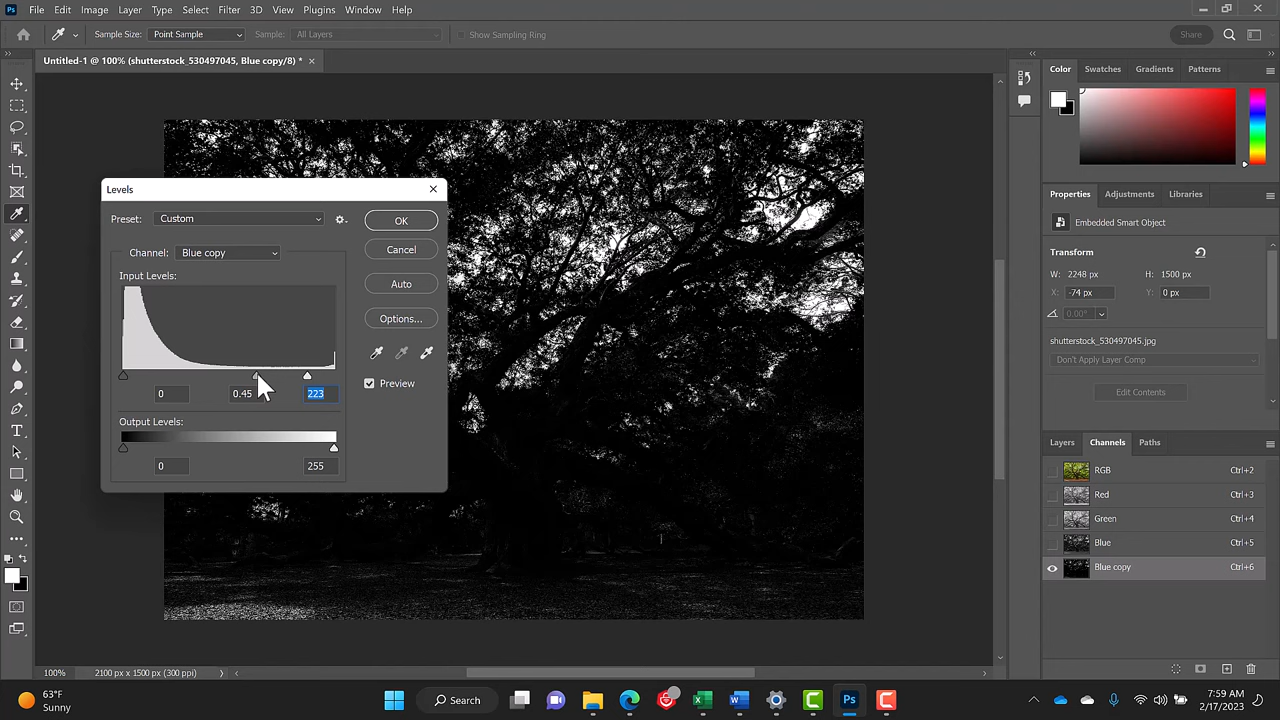 Ps File Edit Image Layer Type Select Filter 3D View Plugins Window Help
Sample Size: Point Sample Sample: All Layers Show Sampling Ring Share
Untitled-1 @ 100% (shutterstock_530497045, Blue copy/8) *
Color Swatches Gradients Patterns
Levels
Preset: Custom OK
Channel: Blue copy Cancel
Input Levels:
Auto
Options...
0 0.45 223
Preview
Output Levels:
0 255
Properties Adjustments Libraries
Embedded Smart Object
Transform
W: 2248 px H: 1500 px
X: -74 px Y: 0 px
0.00°
shutterstock_530497045.jpg
Don't Apply Layer Comp
Edit Contents
Layers Channels Paths
RGB Ctrl+2
Red Ctrl+3
Green Ctrl+4
Blue Ctrl+5
Blue copy Ctrl+6
100% 2100 px x 1500 px (300 ppi)
63°F
Sunny
Search
Ps
7:59 AM
2/17/2023